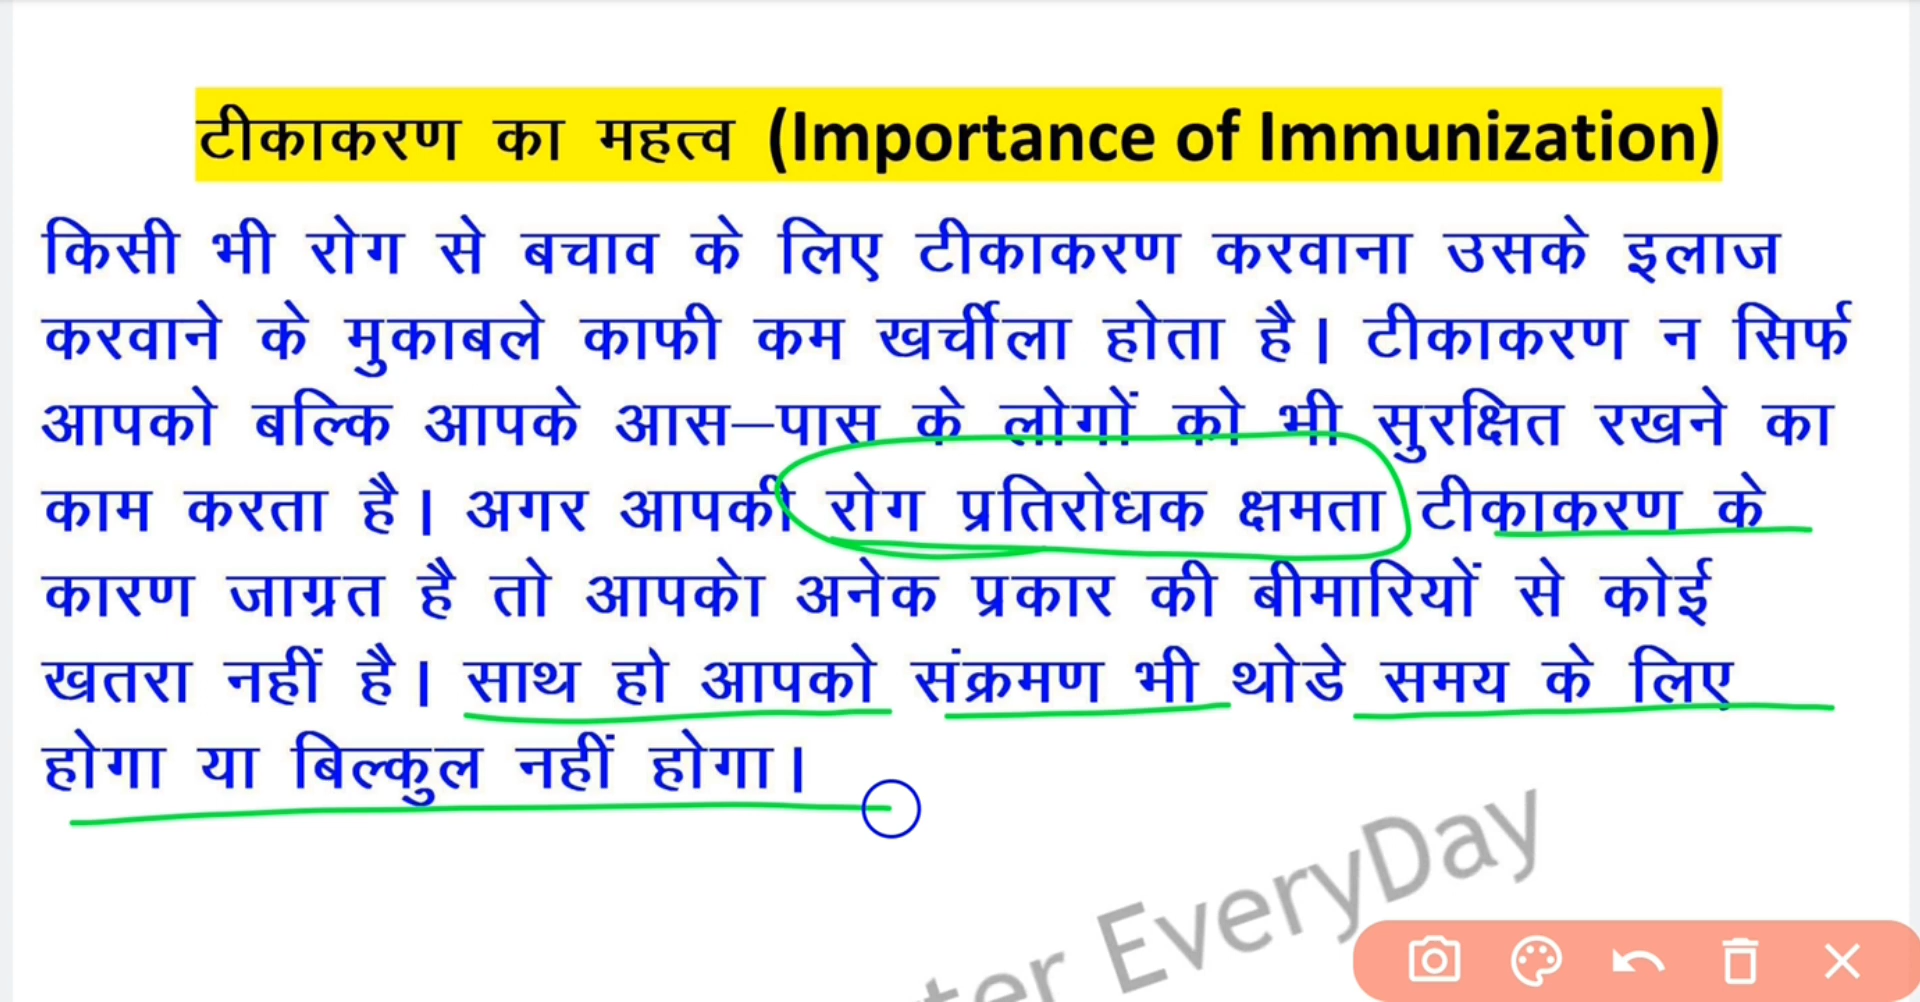 टीकाकरण का महत्व (Importance of Immunization)
किसी भी रोग से बचाव के लिए टीकाकरण करवाना उसके इलाज
करवाने के मुकाबले काफी कम खर्चीला होता है। टीकाकरण न सिर्फ
आपको बल्कि आपके आस–पास के लोगों को भी सुरक्षित रखने का
काम करता है। अगर आपकी रोग प्रतिरोधक क्षमता टीकाकरण के
कारण जाग्रत है तो आपकेा अनेक प्रकार की बीमारियों से कोई
खतरा नहीं है। साथ हो आपको संक्रमण भी थोडे समय के लिए
होगा या बिल्कुल नहीं होगा।
EveryDay